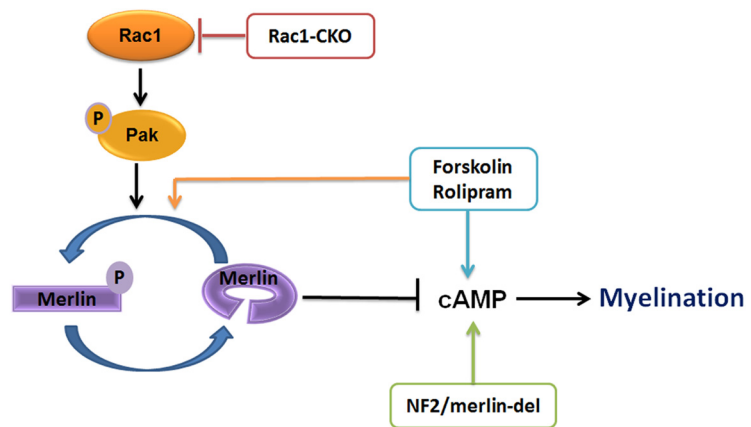 Rac1
Rac1-CKO
P
Pak
Forskolin
Rolipram
P
Merlin
Merlin
cAMP
Myelination
NF2/merlin-del